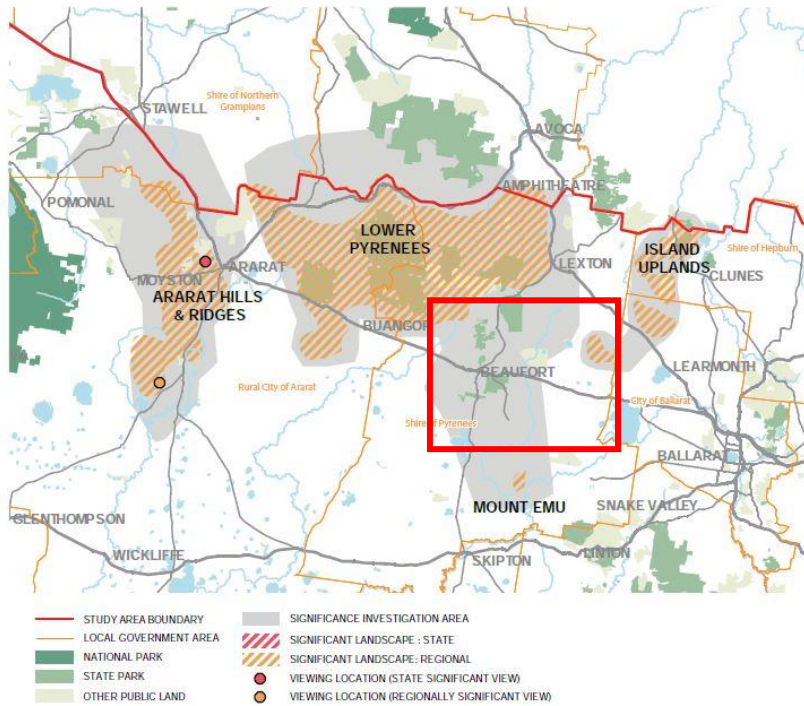 STAWELL
Shire of Northern
Grampians
AVOCA
AMPHITHEATRE
POMONAL
LOWER
PYRENEES
ISLAND
UPLANDS
Shire of Hepburn
MOYSTON
ARARAT
LEXTON
CLUNES
ARARAT HILLS
& RIDGES
BUANGOR
BEAUFORT
LEARMONTH
Rural City of Ararat
City of Ballarat
Shire of Pyrenees
BALLARAT
MOUNT EMU
SNAKE VALLEY
GLENTHOMPSON
WICKLIFFE
SKIPTON
LINTON
STUDY AREA BOUNDARY
LOCAL GOVERNMENT AREA
NATIONAL PARK
STATE PARK
OTHER PUBLIC LAND
SIGNIFICANCE INVESTIGATION AREA
SIGNIFICANT LANDSCAPE : STATE
SIGNIFICANT LANDSCAPE: REGIONAL
VIEWING LOCATION (STATE SIGNIFICANT VIEW)
VIEWING LOCATION (REGIONALLY SIGNIFICANT VIEW)